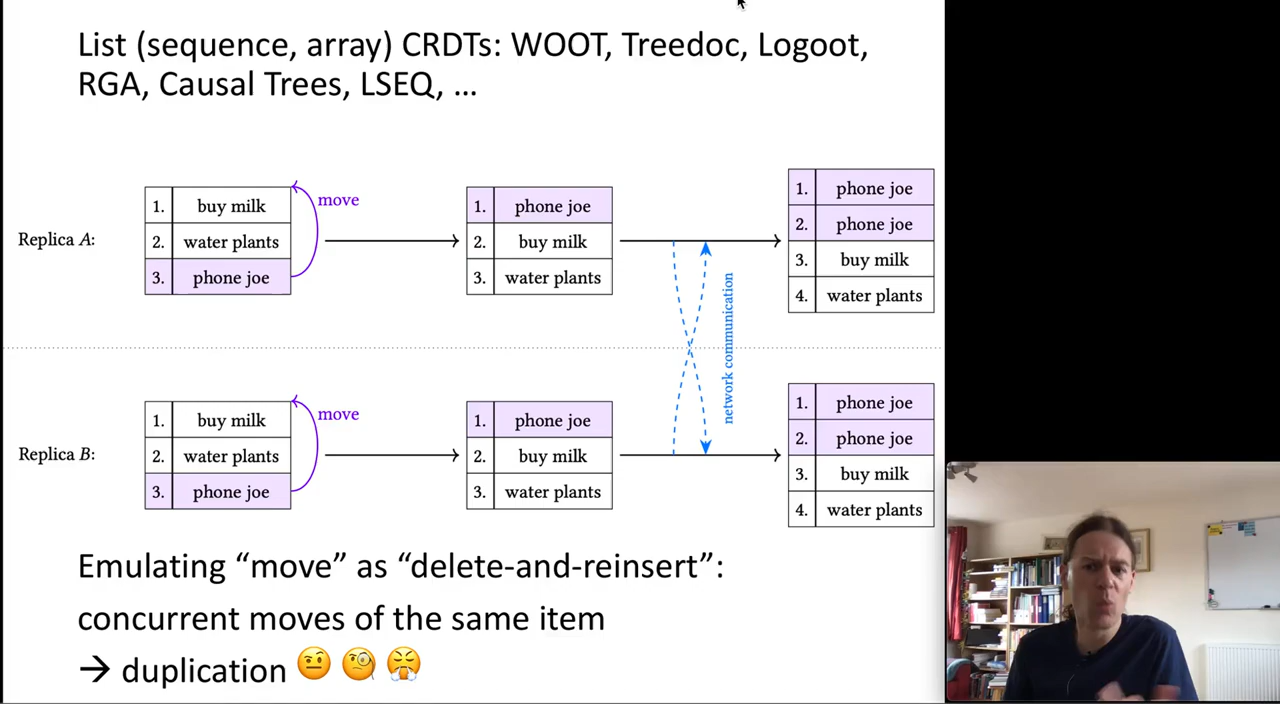 List (sequence, array) CRDTs: WOOT, Treedoc, Logoot,
RGA, Causal Trees, LSEQ, ...
Replica A:
1. buy milk
2. water plants
3. phone joe
move
1. phone joe
2. buy milk
3. water plants
network communication
1. phone joe
2. phone joe
3. buy milk
4. water plants
Replica B:
1. buy milk
2. water plants
3. phone joe
move
1. phone joe
2. buy milk
3. water plants
1. phone joe
2. phone joe
3. buy milk
4. water plants
Emulating “move” as “delete-and-reinsert”:
concurrent moves of the same item
→ duplication 🤨 🧐 😤